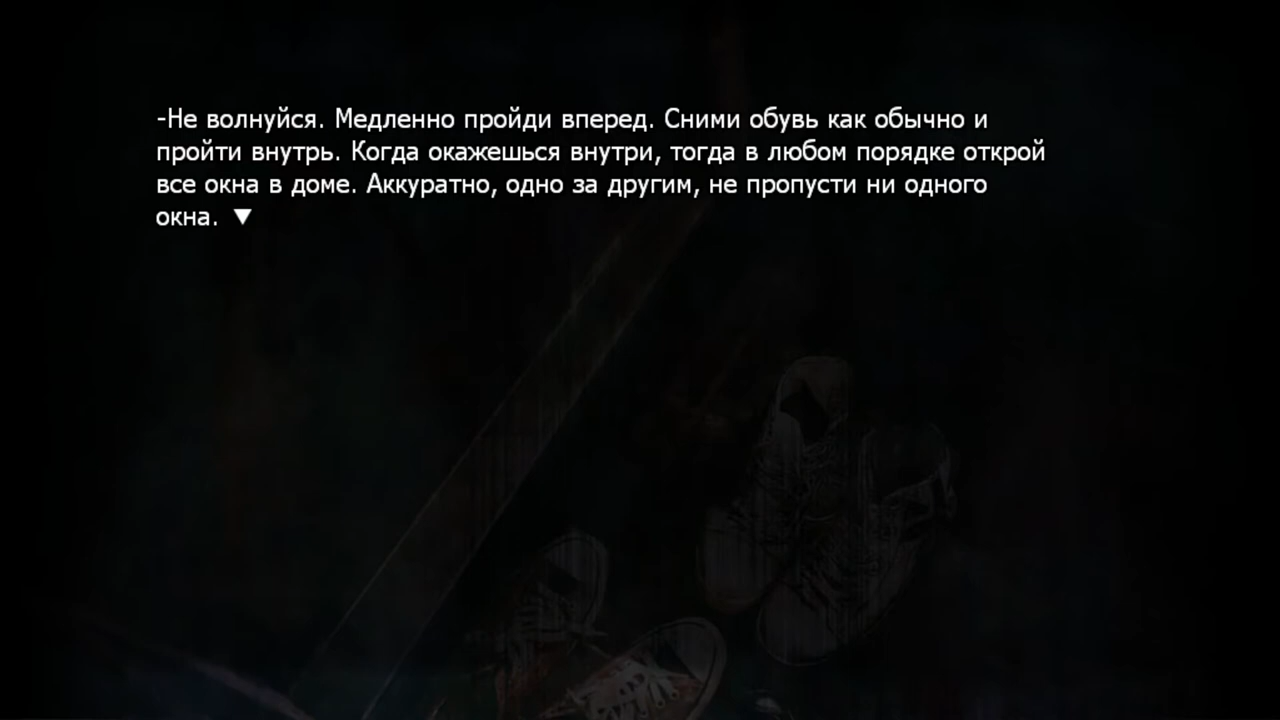 -Не волнуйся. Медленно пройди вперед. Сними обувь как обычно и
пройти внутрь. Когда окажешься внутри, тогда в любом порядке открой
все окна в доме. Аккуратно, одно за другим, не пропусти ни одного
окна. ▼